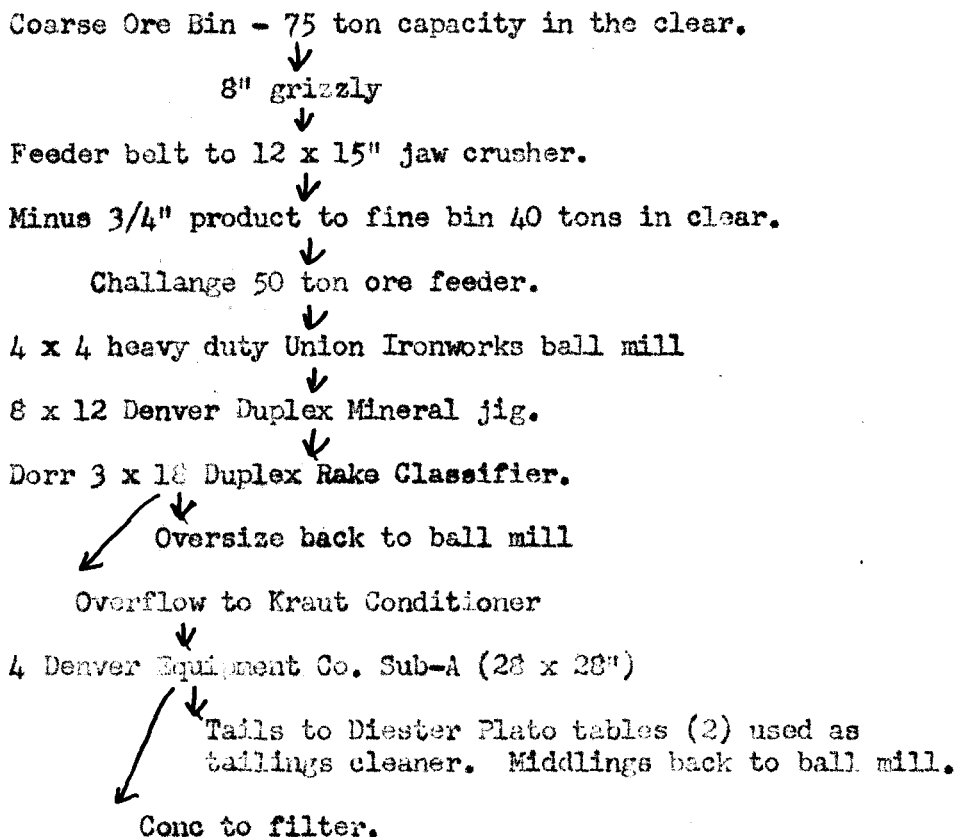 Coarse Ore Bin - 75 ton capacity in the clear.
8" grizzly
Feeder belt to 12 x 15" jaw crusher.
Minus 3/4" product to fine bin 40 tons in clear.
Challange 50 ton ore feeder.
4 x 4 heavy duty Union Ironworks ball mill
8 x 12 Denver Duplex Mineral jig.
Dorr 3 x 18 Duplex Rake Classifier.
Oversize back to ball mill
Overflow to Kraut Conditioner
4 Denver Equipment Co. Sub-A (28 x 28")
Tails to Diester Plato tables (2) used as
tailings cleaner. Middlings back to ball mill.
Conc to filter.